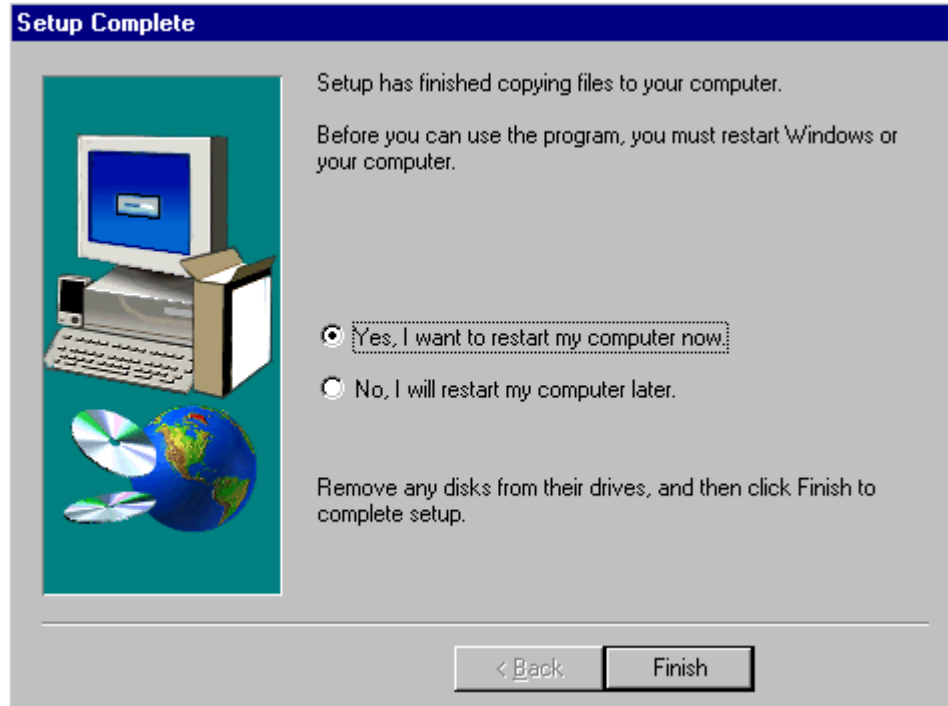 Setup Complete
Setup has finished copying files to your computer.
Before you can use the program, you must restart Windows or
your computer.
Yes, I want to restart my computer now.
No, I will restart my computer later.
Remove any disks from their drives, and then click Finish to
complete setup.
< Back
Finish